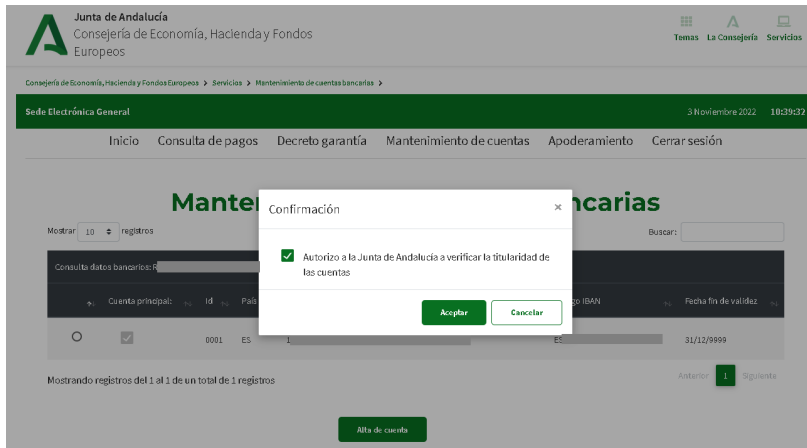 Junta de Andalucía
Consejería de Economía, Hacienda y Fondos
Europeos
Temas La Consejería Servicios
Consejería de Economía, Hacienda y Fondos Europeos > Servicios > Mantenimiento de cuentas bancarias >
Sede Electrónica General 3 Noviembre 2022 10:39:32
Inicio Consulta de pagos Decreto garantía Mantenimiento de cuentas Apoderamiento Cerrar sesión
Mostrar 10 registros
Buscar:
Confirmación ×
Autorizo a la Junta de Andalucía a verificar la titularidad de
las cuentas
Aceptar Cancelar
Consulta datos bancarios: R
Cuenta principal: Id País IBAN Fecha fin de validez
0001 ES 1 ES 31/12/9999
Mostrando registros del 1 al 1 de un total de 1 registros
Anterior 1 Siguiente
Alta de cuenta